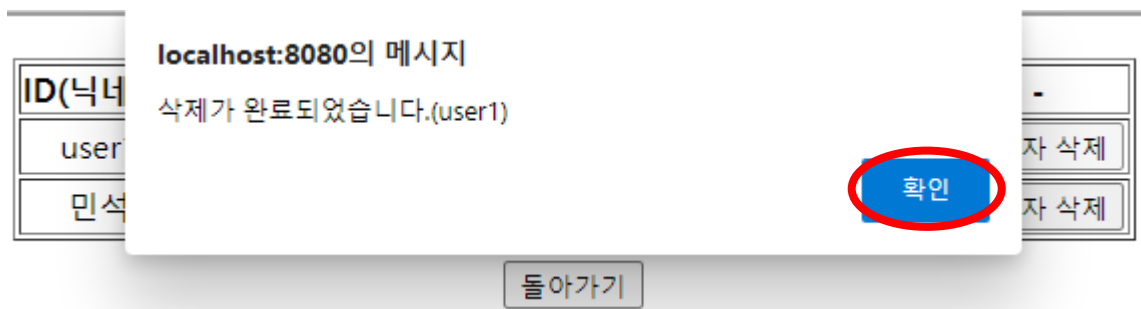 localhost:8080의 메시지
삭제가 완료되었습니다.(user1)
확인
ID(닉네
-
user
자 삭제
민석
자 삭제
돌아가기